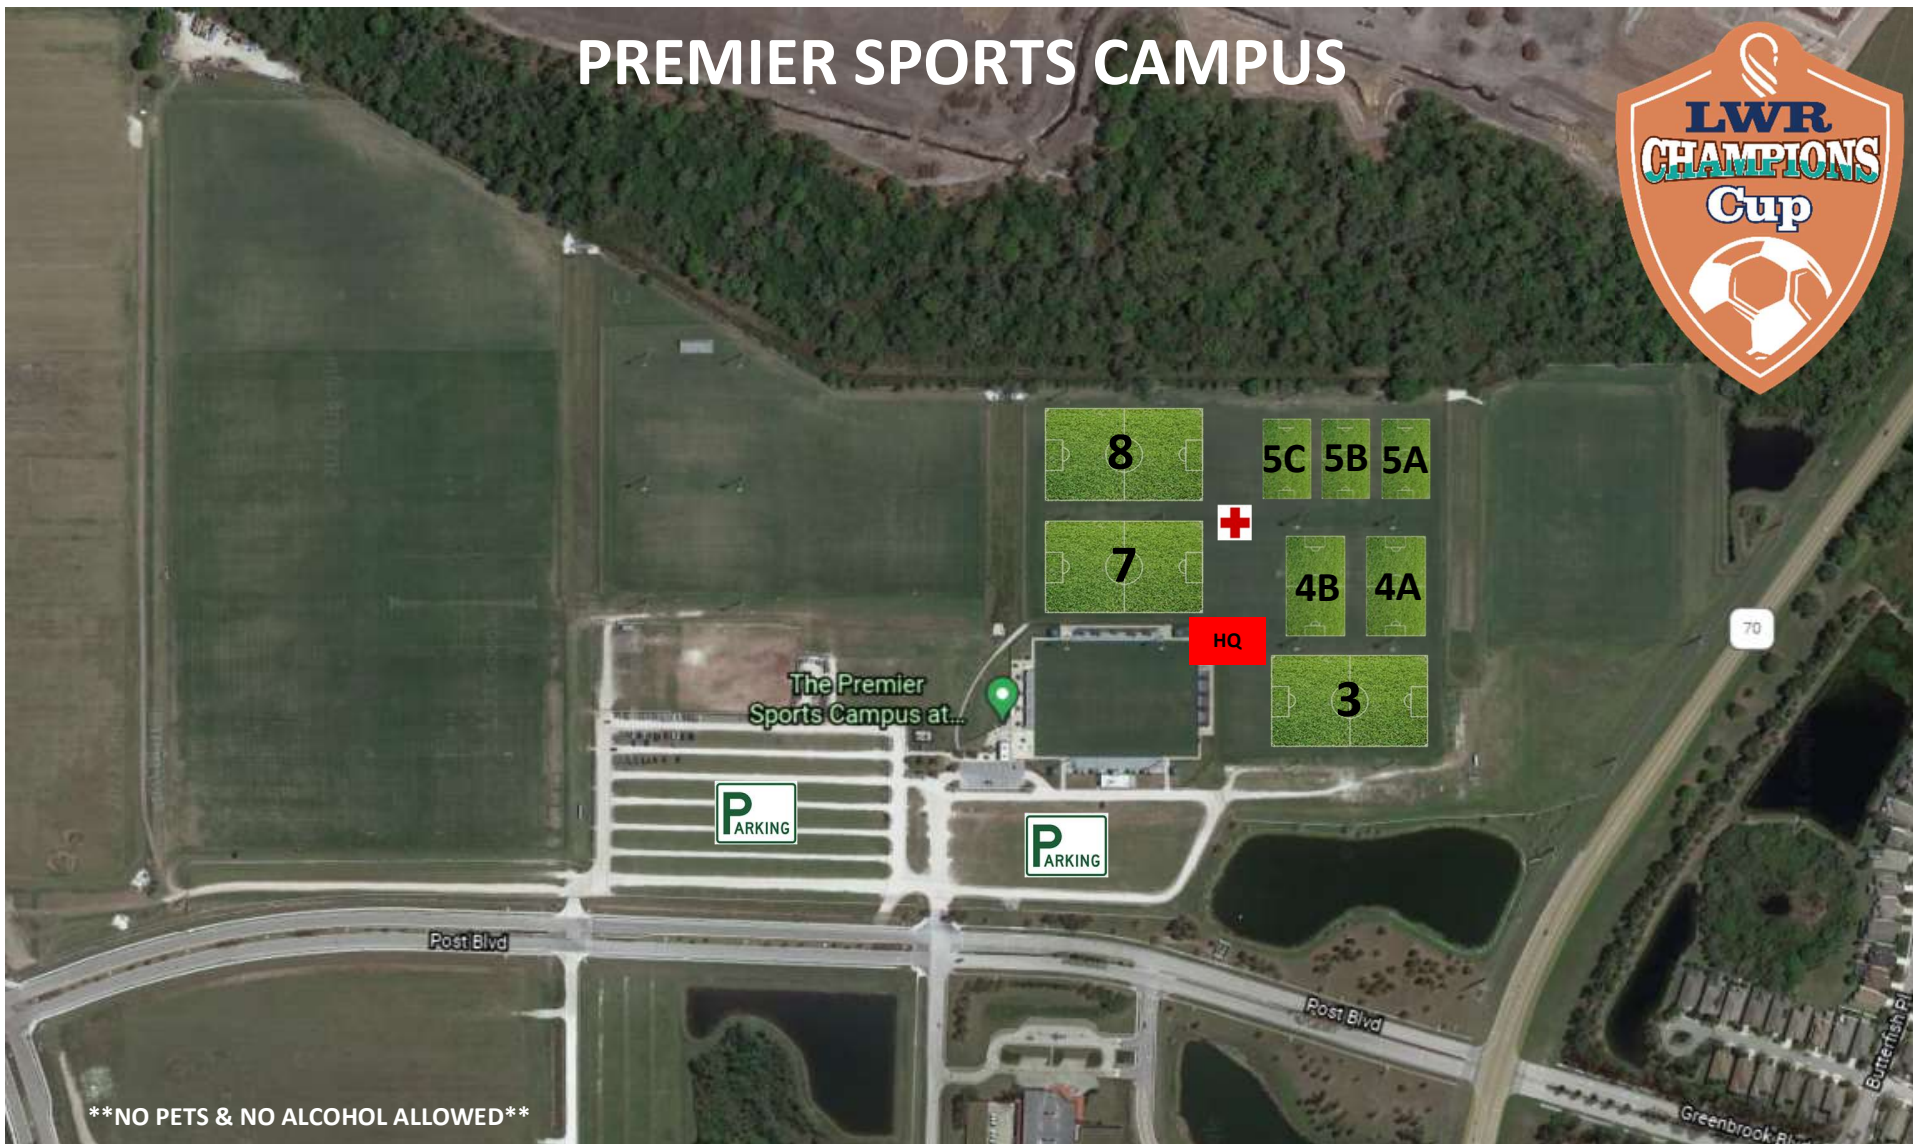 PREMIER SPORTS CAMPUS
LWR
CHAMPIONS
Cup
8
5C
5B
5A
7
4B
4A
HQ
3
70
The Premier
Sports Campus at...
PARKING
PARKING
Post Blvd
Post Blvd
Butterfish Pl
Greenbrook
**NO PETS & NO ALCOHOL ALLOWED**